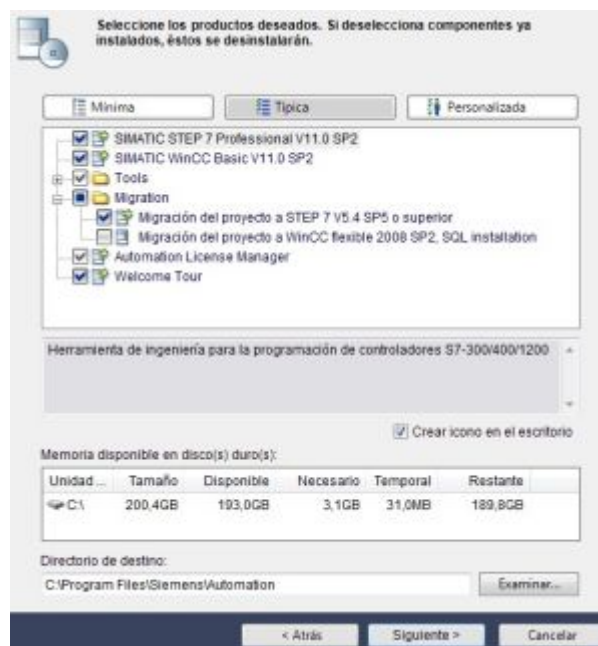 Seleccione los productos deseados. Si deselecciona componentes ya
instalados, éstos se desinstalarán.
Mínima
Tipica
Personalizada
SIMATIC STEP 7 Professional V11.0 SP2
SIMATIC WinCC Basic V11.0 SP2
Tools
Migration
Migración del proyecto a STEP 7 V5.4 SP5 o superior
Migración del proyecto a WinCC flexible 2008 SP2, SQL installation
Automation License Manager
Welcome Tour
Herramienta de ingeniería para la programación de controladores S7-300/400/1200
Crear icono en el escritorio
Memoria disponible en disco(s) duro(s):
Unidad ... Tamaño Disponible Necesario Temporal Restante
C:\ 200,4GB 193,0GB 3,1GB 31,0MB 189,8GB
Directorio de destino:
C:\Program Files\Siemens\Automation
Examinar...
< Atrás
Siguiente >
Cancelar